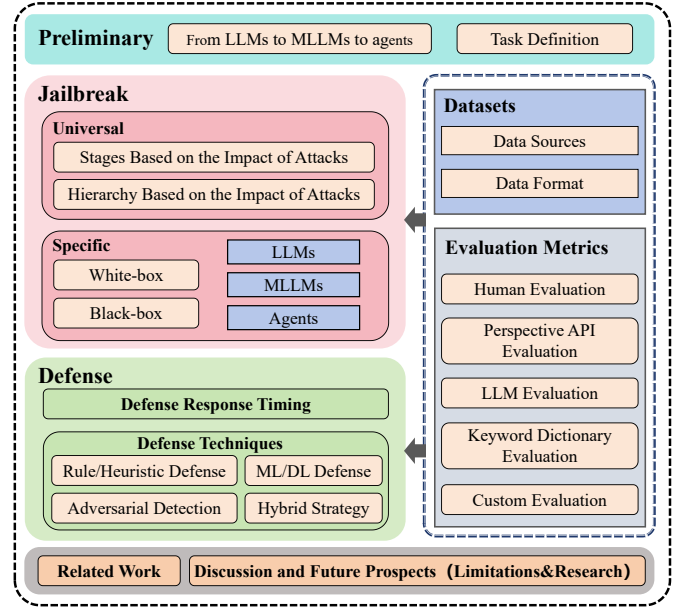 Preliminary
From LLMs to MLLMs to agents
Task Definition
Jailbreak
Universal
Stages Based on the Impact of Attacks
Hierarchy Based on the Impact of Attacks
Specific
White-box
Black-box
LLMs
MLLMs
Agents
Datasets
Data Sources
Data Format
Evaluation Metrics
Human Evaluation
Perspective API
Evaluation
LLM Evaluation
Keyword Dictionary
Evaluation
Custom Evaluation
Defense
Defense Response Timing
Defense Techniques
Rule/Heuristic Defense
ML/DL Defense
Adversarial Detection
Hybrid Strategy
Related Work
Discussion and Future Prospects（Limitations&Research）